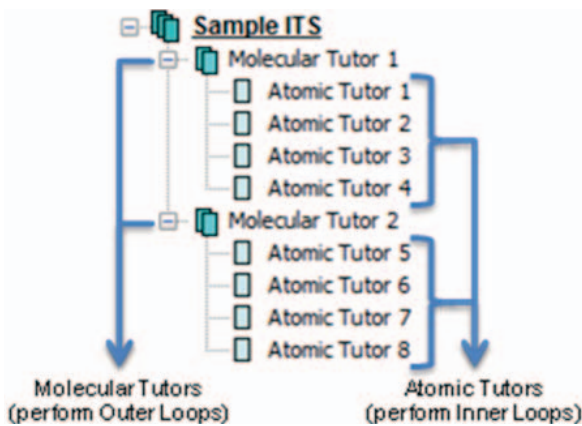 Sample ITS
Molecular Tutor 1
Atomic Tutor 1
Atomic Tutor 2
Atomic Tutor 3
Atomic Tutor 4
Molecular Tutor 2
Atomic Tutor 5
Atomic Tutor 6
Atomic Tutor 7
Atomic Tutor 8
Molecular Tutors
(perform Outer Loops)
Atomic Tutors
(perform Inner Loops)